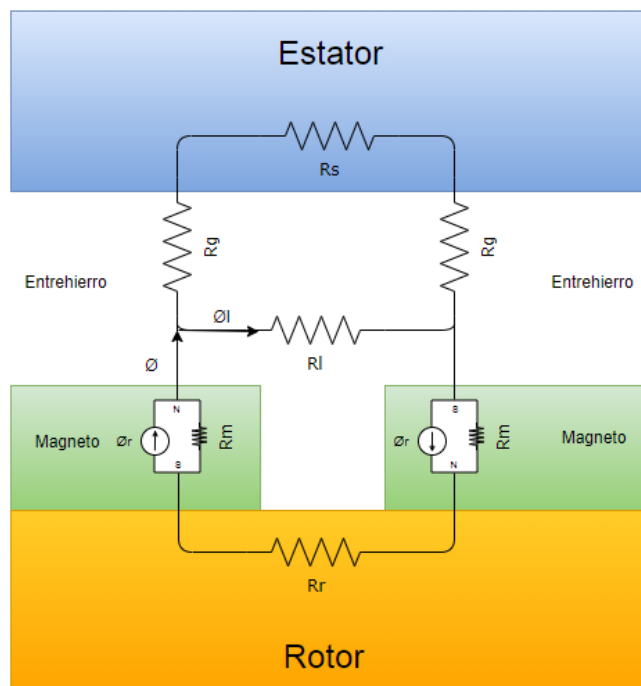 Estator
Rs
Rg
Rg
Entrehierro
Entrehierro
Øl
Rl
Ø
N
S
Magneto
Ør
Rm
Ør
Rm
Magneto
S
N
Rr
Rotor